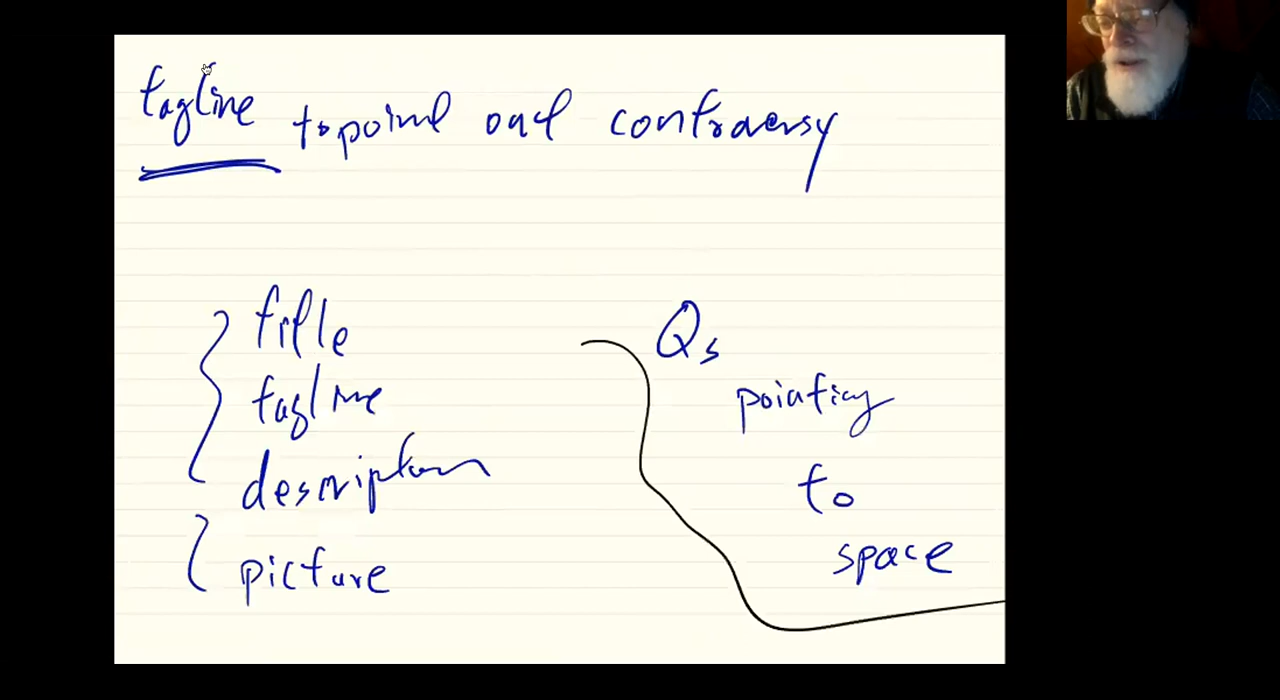 tagline to point out controversy
title
tagline
description
picture
Qs
pointing
to
space